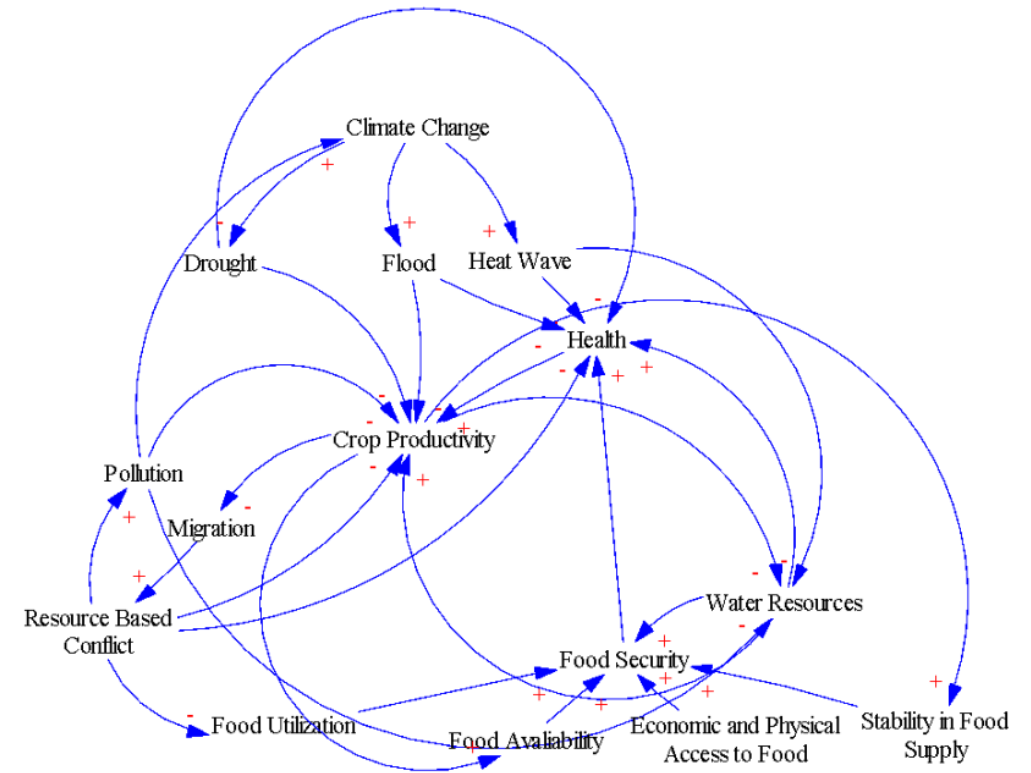 Climate Change
Drought
Flood
Heat Wave
Health
Crop Productivity
Pollution
Migration
Resource Based
Conflict
Water Resources
Food Security
Food Utilization
Food Avaliability
Economic and Physical
Access to Food
Stability in Food
Supply